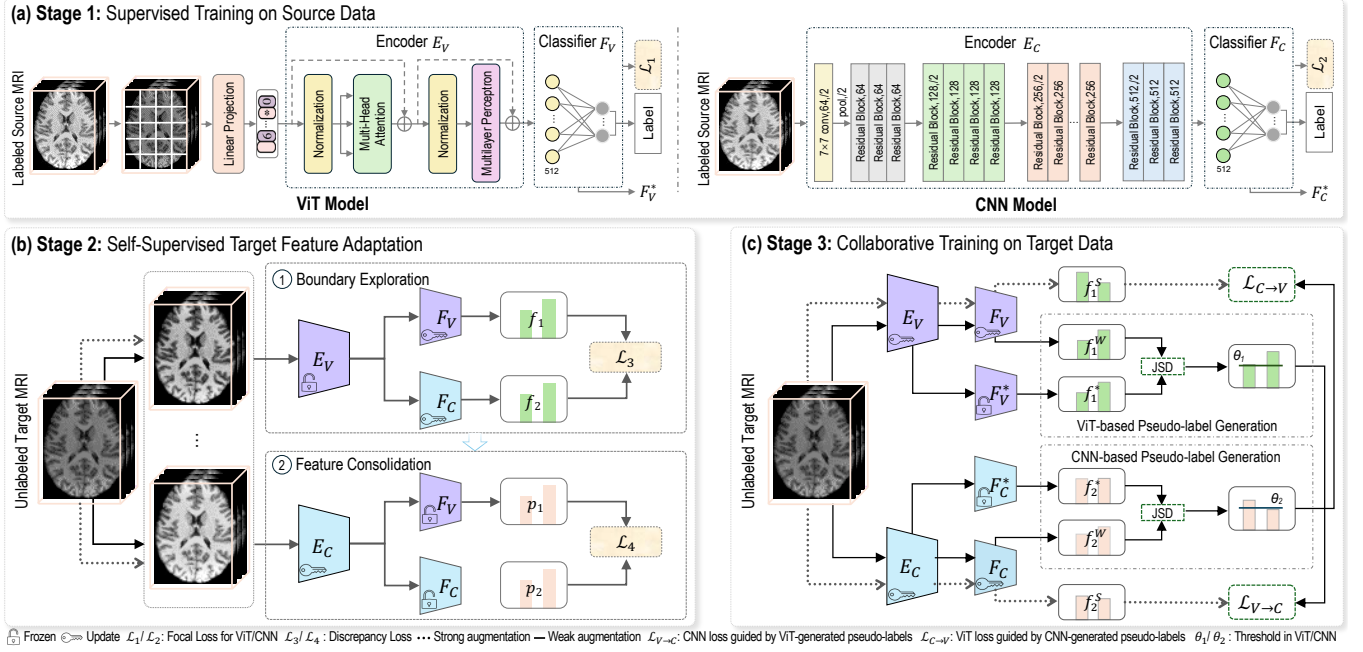 (a) Stage 1: Supervised Training on Source Data
Labeled Source MRI
Linear Projection
0
*
9
Encoder E_V
Normalization
Multi-Head Attention
Normalization
Multilayer Perceptron
Classifier F_V
512
ℒ_1
Label
F_V^*
ViT Model
Labeled Source MRI
Encoder E_C
7×7 conv,64,/2
pool,/2
Residual Block,64
Residual Block,64
Residual Block,64
Residual Block,128,/2
Residual Block,128
Residual Block,128
Residual Block,128
Residual Block,256,/2
Residual Block,256
...
Residual Block,256
Residual Block,512,/2
Residual Block,512
Residual Block,512
Classifier F_C
512
ℒ_2
Label
F_C^*
CNN Model
(b) Stage 2: Self-Supervised Target Feature Adaptation
Unlabeled Target MRI
...
1 Boundary Exploration
E_V
F_V
f_1
F_C
f_2
ℒ_3
2 Feature Consolidation
E_C
F_V
p_1
F_C
p_2
ℒ_4
(c) Stage 3: Collaborative Training on Target Data
Unlabeled Target MRI
E_V
F_V
f_1^S
ℒ_{C→V}
f_1^W
JSD
θ_1
F_V^*
f_1^*
ViT-based Pseudo-label Generation
CNN-based Pseudo-label Generation
F_C^*
f_2^*
JSD
θ_2
E_C
F_C
f_2^W
f_2^S
ℒ_{V→C}
Frozen Update ℒ_1/ ℒ_2: Focal Loss for ViT/CNN ℒ_3/ ℒ_4 : Discrepancy Loss ••• Strong augmentation — Weak augmentation ℒ_{V→C}: CNN loss guided by ViT-generated pseudo-labels ℒ_{C→V}: ViT loss guided by CNN-generated pseudo-labels θ_1/ θ_2 : Threshold in ViT/CNN